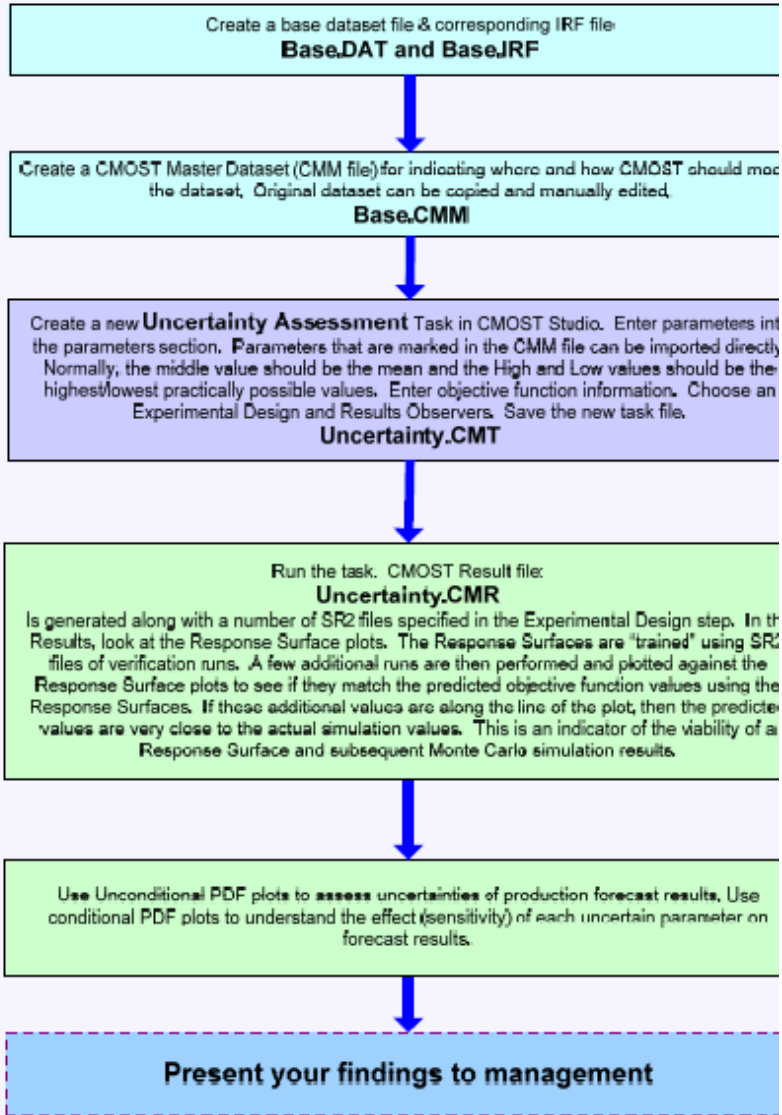 Create a base dataset file & corresponding IRF file
Base.DAT and Base.IRF
Create a CMOST Master Dataset (CMM file) for indicating where and how CMOST should mod
the dataset. Original dataset can be copied and manually edited.
Base.CMM
Create a new Uncertainty Assessment Task in CMOST Studio. Enter parameters int
the parameters section. Parameters that are marked in the CMM file can be imported directly
Normally, the middle value should be the mean and the High and Low values should be the
highest/lowest practically possible values. Enter objective function information. Choose an
Experimental Design and Results Observers. Save the new task file.
Uncertainty.CMT
Run the task. CMOST Result file:
Uncertainty.CMR
Is generated along with a number of SR2 files specified in the Experimental Design step. In th
Results, look at the Response Surface plots. The Response Surfaces are "trained" using SR2
files of verification runs. A few additional runs are then performed and plotted against the
Response Surface plots to see if they match the predicted objective function values using the
Response Surfaces. If these additional values are along the line of the plot, then the predicte
values are very close to the actual simulation values. This is an indicator of the viability of a
Response Surface and subsequent Monte Carlo simulation results.
Use Unconditional PDF plots to assess uncertainties of production forecast results. Use
conditional PDF plots to understand the effect (sensitivity) of each uncertain parameter on
forecast results.
Present your findings to management